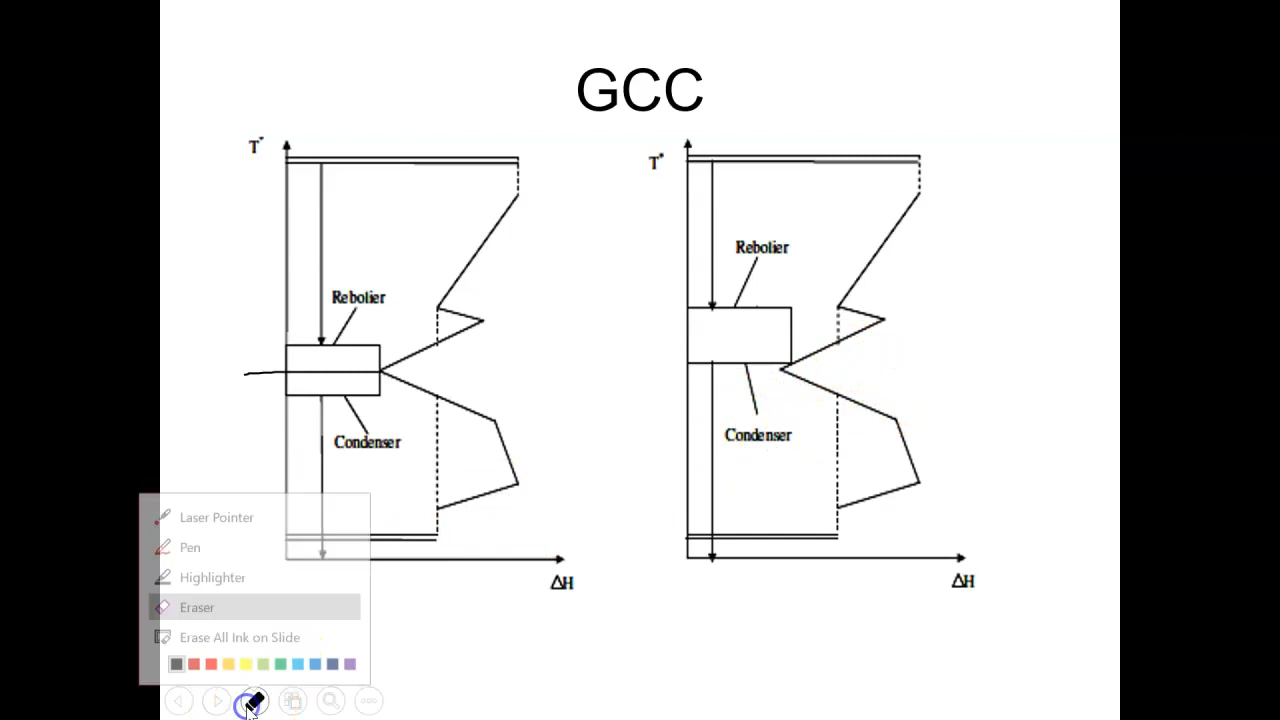 GCC
T*
T*
Rebolier
Rebolier
Condenser
Condenser
ΔH
ΔH
Laser Pointer
Pen
Highlighter
Eraser
Erase All Ink on Slide